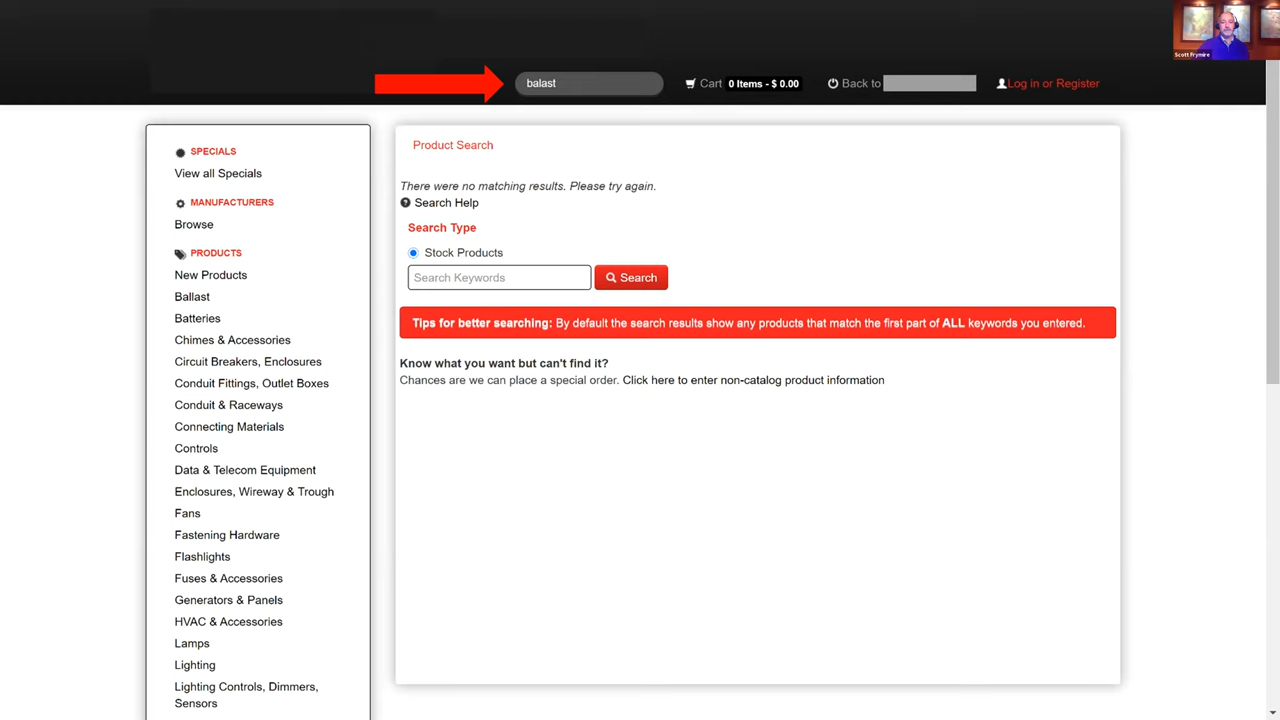 Scott Frymire
balast
Cart 0 Items - $ 0.00
Back to
Log in or Register
SPECIALS
View all Specials
MANUFACTURERS
Browse
PRODUCTS
New Products
Ballast
Batteries
Chimes & Accessories
Circuit Breakers, Enclosures
Conduit Fittings, Outlet Boxes
Conduit & Raceways
Connecting Materials
Controls
Data & Telecom Equipment
Enclosures, Wireway & Trough
Fans
Fastening Hardware
Flashlights
Fuses & Accessories
Generators & Panels
HVAC & Accessories
Lamps
Lighting
Lighting Controls, Dimmers,
Sensors
Product Search
There were no matching results. Please try again.
Search Help
Search Type
Stock Products
Search Keywords
Search
Tips for better searching: By default the search results show any products that match the first part of ALL keywords you entered.
Know what you want but can't find it?
Chances are we can place a special order. Click here to enter non-catalog product information